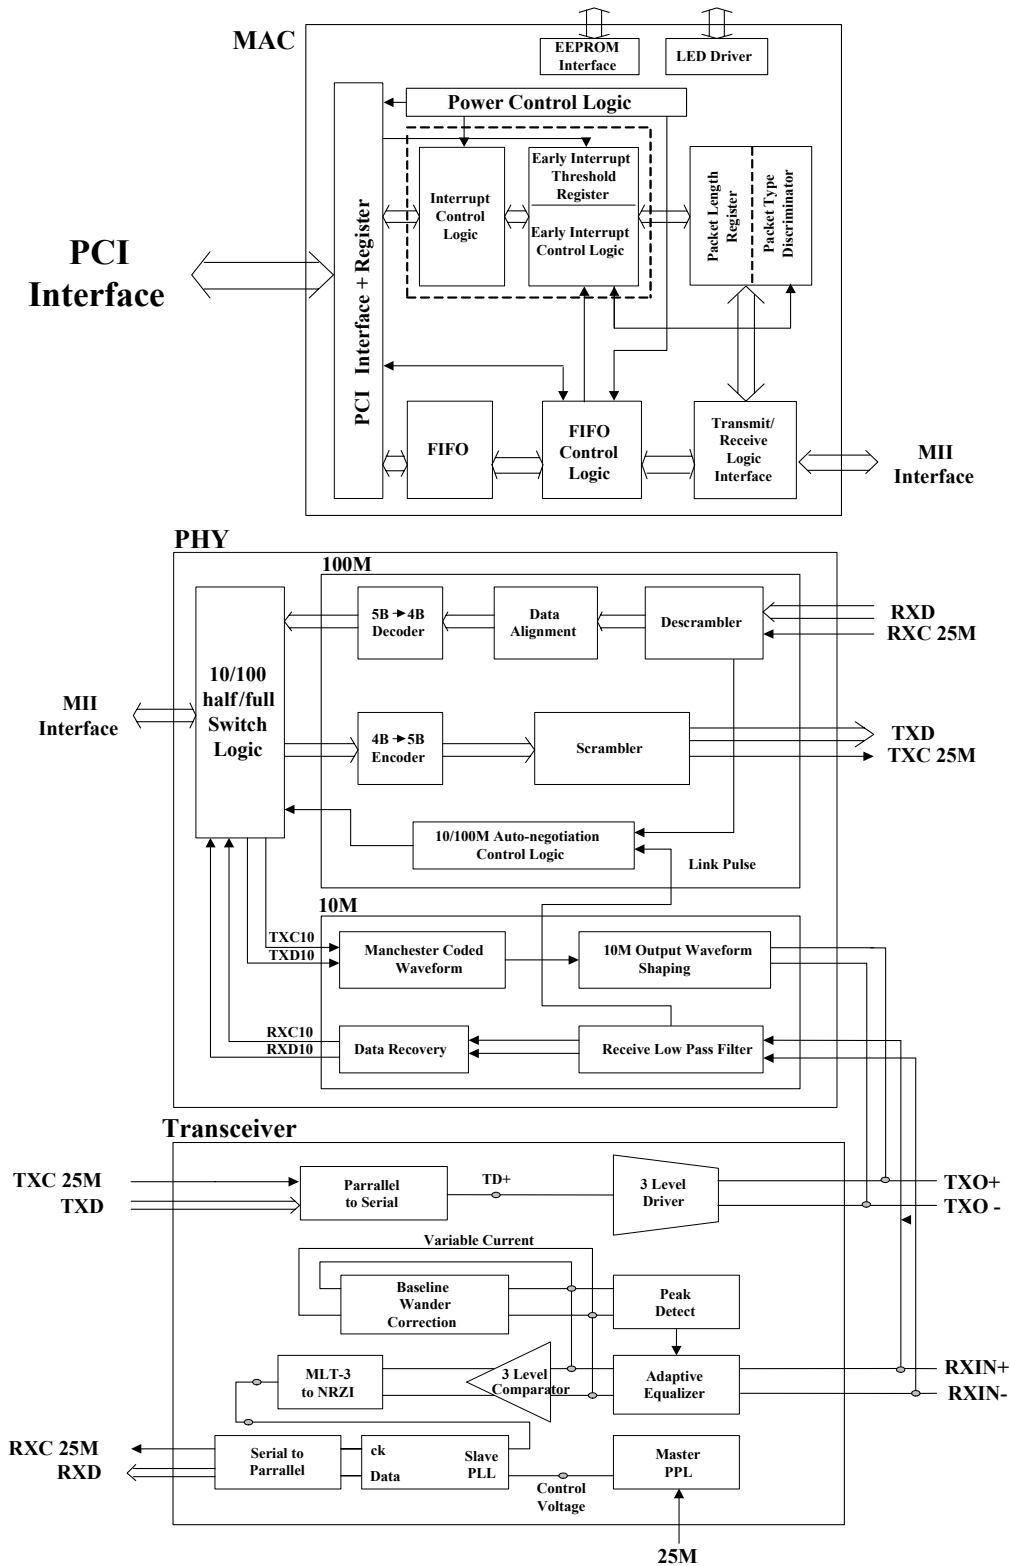 MAC
EEPROM
Interface
LED Driver
Power Control Logic
PCI Interface + Register
Interrupt
Control
Logic
Early Interrupt
Threshold
Register
Early Interrupt
Control Logic
Packet Length
Register
Packet Type
Discriminator
PCI
Interface
FIFO
FIFO
Control
Logic
Transmit/
Receive
Logic
Interface
MII
Interface
PHY
100M
5B → 4B
Decoder
Data
Alignment
Descrambler
RXD
RXC 25M
10/100
half/full
Switch
Logic
MII
Interface
4B → 5B
Encoder
Scrambler
TXD
TXC 25M
10/100M Auto-negotiation
Control Logic
Link Pulse
10M
TXC10
TXD10
Manchester Coded
Waveform
10M Output Waveform
Shaping
RXC10
RXD10
Data Recovery
Receive Low Pass Filter
Transceiver
TXC 25M
TXD
Parrallel
to Serial
TD+
3 Level
Driver
TXO+
TXO -
Variable Current
Baseline
Wander
Correction
Peak
Detect
MLT-3
to NRZI
3 Level
Comparator
Adaptive
Equalizer
RXIN+
RXIN-
RXC 25M
RXD
Serial to
Parrallel
ck
Data
Slave
PLL
Control
Voltage
Master
PPL
25M